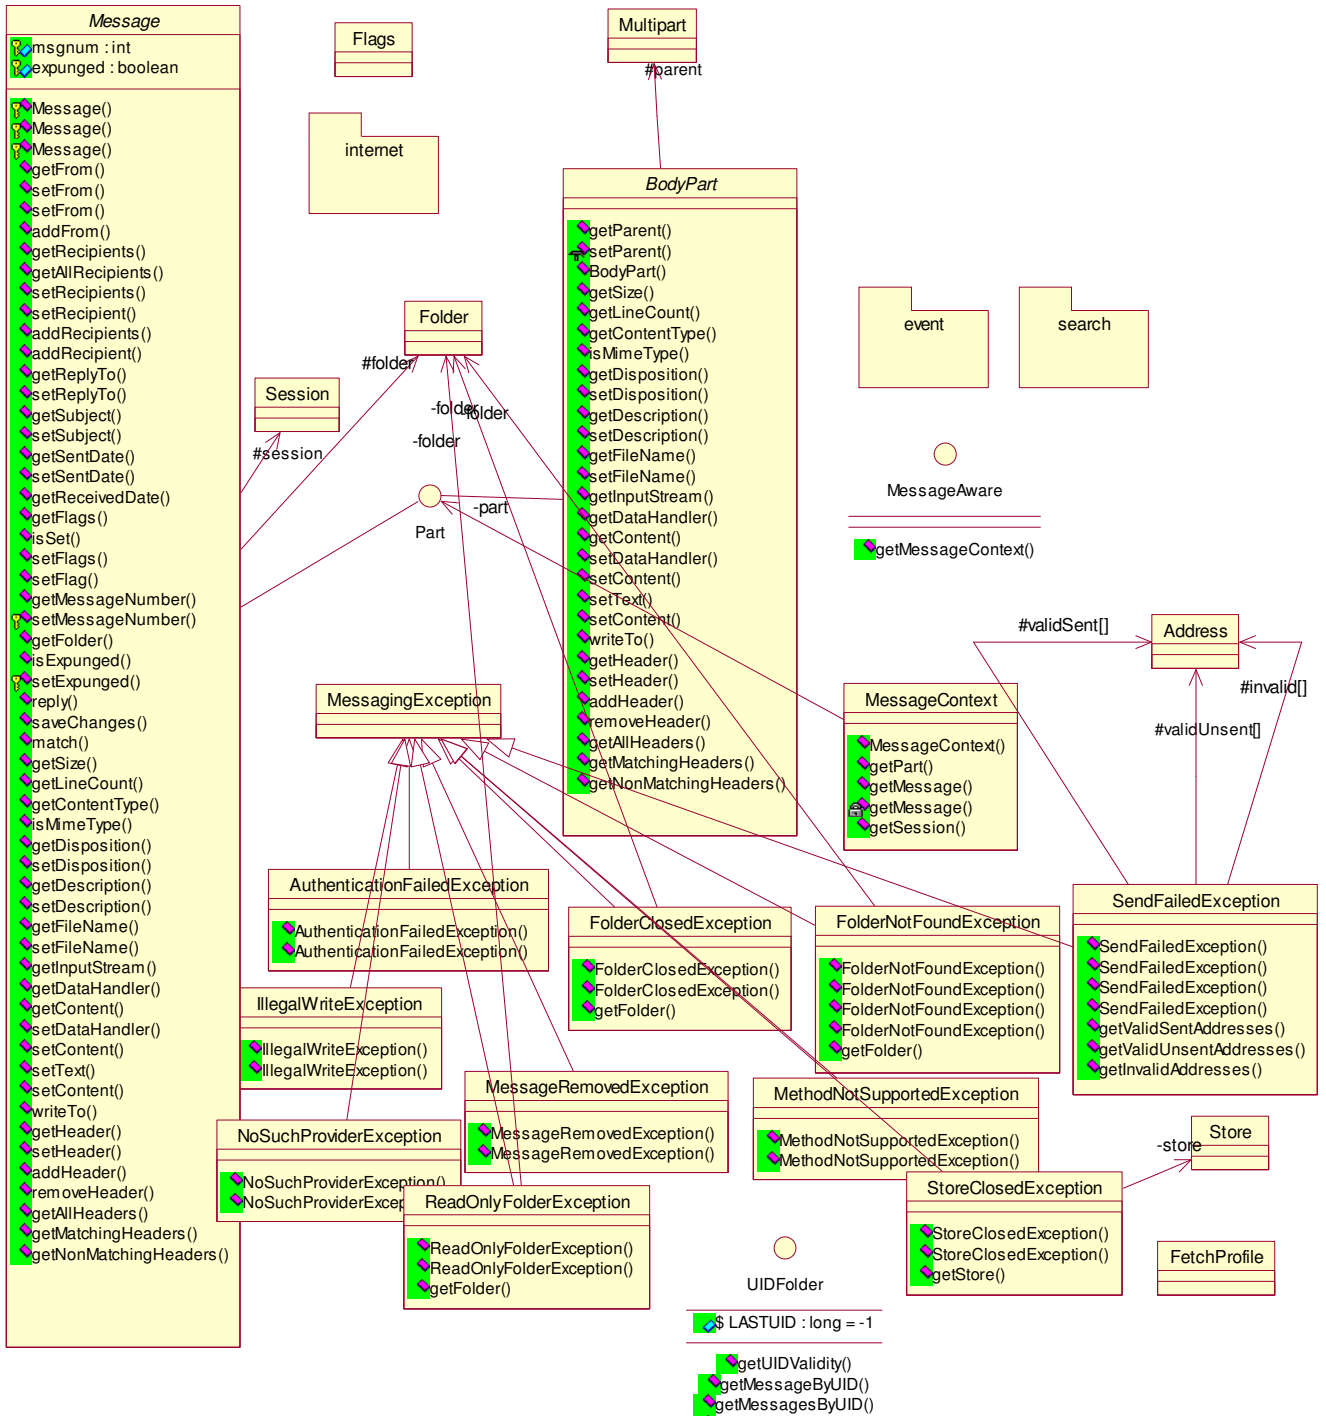 Message
msgnum : int
expunged : boolean
Message()
Message()
Message()
getFrom()
setFrom()
setFrom()
addFrom()
getRecipients()
getAllRecipients()
setRecipients()
setRecipient()
addRecipients()
addRecipient()
getReplyTo()
setReplyTo()
getSubject()
setSubject()
getSentDate()
setSentDate()
getReceivedDate()
getFlags()
isSet()
setFlags()
setFlag()
getMessageNumber()
setMessageNumber()
getFolder()
isExpunged()
setExpunged()
reply()
saveChanges()
match()
getSize()
getLineCount()
getContentType()
isMimeType()
getDisposition()
setDisposition()
getDescription()
setDescription()
getFileName()
setFileName()
getInputStream()
getDataHandler()
getContent()
setDataHandler()
setContent()
setText()
setContent()
writeTo()
getHeader()
setHeader()
addHeader()
removeHeader()
getAllHeaders()
getMatchingHeaders()
getNonMatchingHeaders()
Flags
internet
Multipart
#parent
BodyPart
getParent()
setParent()
BodyPart()
getSize()
getLineCount()
getContentType()
isMimeType()
getDisposition()
setDisposition()
getDescription()
setDescription()
getFileName()
setFileName()
getInputStream()
getDataHandler()
getContent()
setDataHandler()
setContent()
setText()
setContent()
writeTo()
getHeader()
setHeader()
addHeader()
removeHeader()
getAllHeaders()
getMatchingHeaders()
getNonMatchingHeaders()
Folder
#folder
Session
#session
-folder
-folder
-folder
-part
Part
event
search
MessageAware
getMessageContext()
MessageContext
MessageContext()
getPart()
getMessage()
getMessage()
getSession()
#validSent[]
Address
#invalid[]
#validUnsent[]
MessagingException
AuthenticationFailedException
AuthenticationFailedException()
AuthenticationFailedException()
FolderClosedException
FolderClosedException()
FolderClosedException()
getFolder()
FolderNotFoundException
FolderNotFoundException()
FolderNotFoundException()
FolderNotFoundException()
FolderNotFoundException()
getFolder()
SendFailedException
SendFailedException()
SendFailedException()
SendFailedException()
SendFailedException()
getValidSentAddresses()
getValidUnsentAddresses()
getInvalidAddresses()
IllegalWriteException
IllegalWriteException()
IllegalWriteException()
MessageRemovedException
MessageRemovedException()
MessageRemovedException()
MethodNotSupportedException
MethodNotSupportedException()
MethodNotSupportedException()
NoSuchProviderException
NoSuchProviderException()
NoSuchProviderExcep
ReadOnlyFolderException
ReadOnlyFolderException()
ReadOnlyFolderException()
getFolder()
StoreClosedException
StoreClosedException()
StoreClosedException()
getStore()
-store
Store
FetchProfile
UIDFolder
$ LASTUID : long = -1
getUIDValidity()
getMessageByUID()
getMessagesByUID()